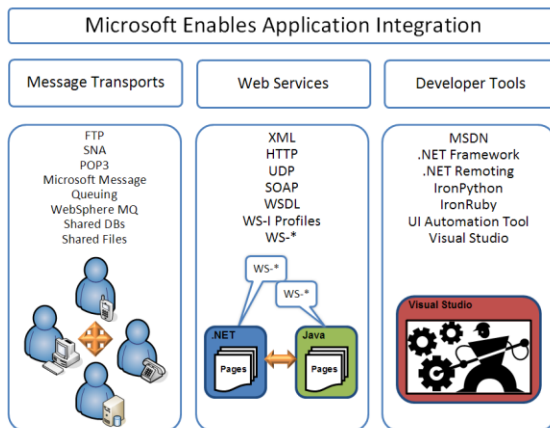 Microsoft Enables Application Integration
Message Transports
Web Services
Developer Tools
FTP
SNA
POP3
Microsoft Message
Queuing
WebSphere MQ
Shared DBs
Shared Files
XML
HTTP
UDP
SOAP
WSDL
WS-I Profiles
WS-*
WS-*
WS-*
.NET
Pages
Java
Pages
MSDN
.NET Framework
.NET Remoting
IronPython
IronRuby
UI Automation Tool
Visual Studio
Visual Studio